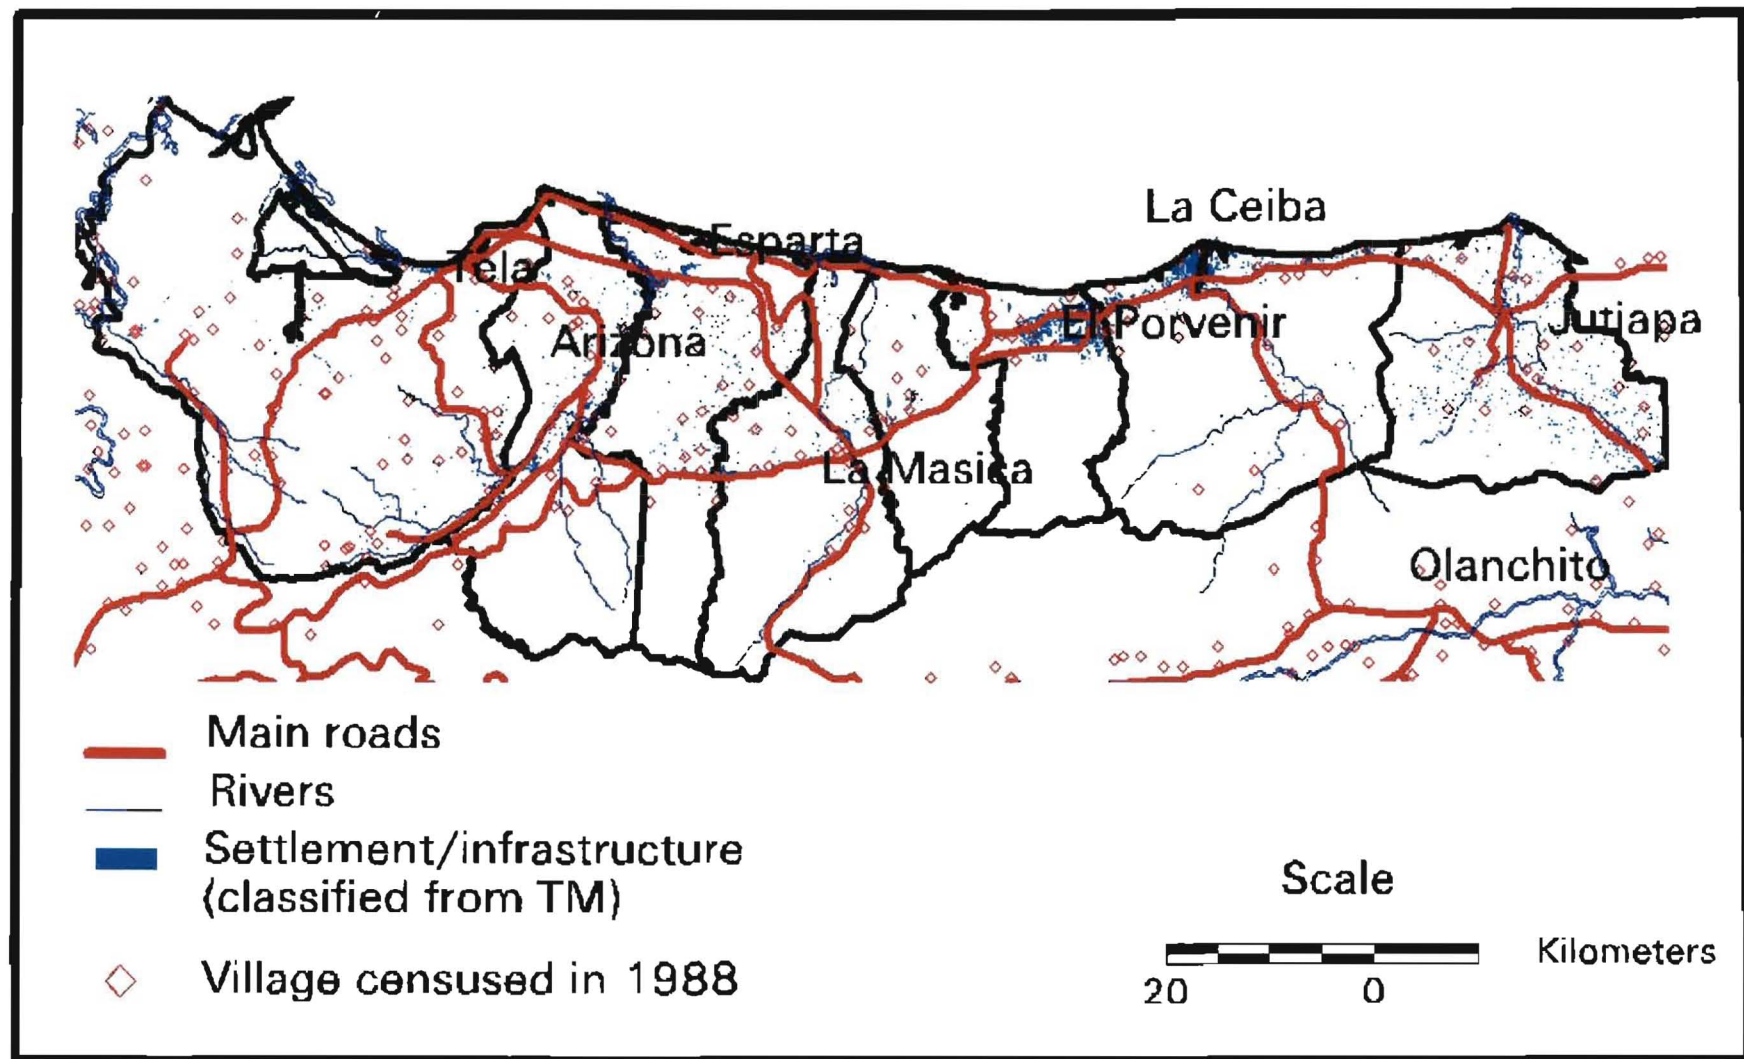 La Ceiba
Esparta
Tela
Arizona
El Porvenir
Jutiapa
La Masica
Olanchito
Main roads
Rivers
Settlement/infrastructure
(classified from TM)
Village censused in 1988
Scale
Kilometers
20 0